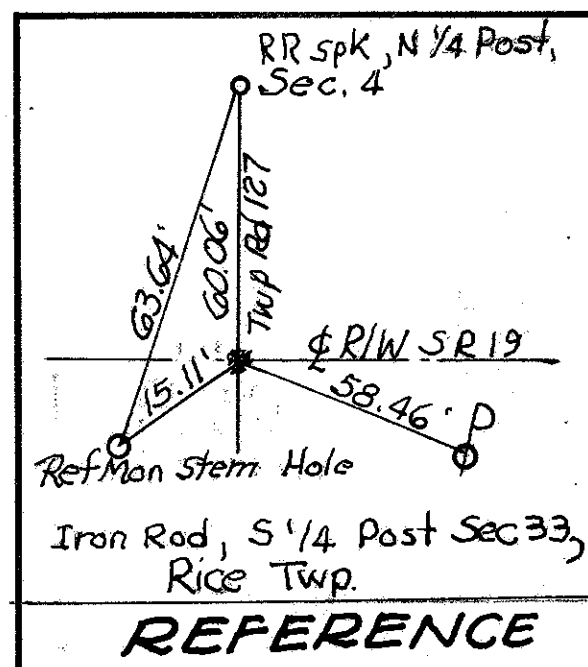 RR spk, N 1/4 Post,
Sec. 4
63.64'
60.06'
Twp Rd 127
15.11'
℄ R/W SR 19
58.46'
P
Ref Mon Stem Hole
Iron Rod, S 1/4 Post Sec 33,
Rice Twp.
REFERENCE